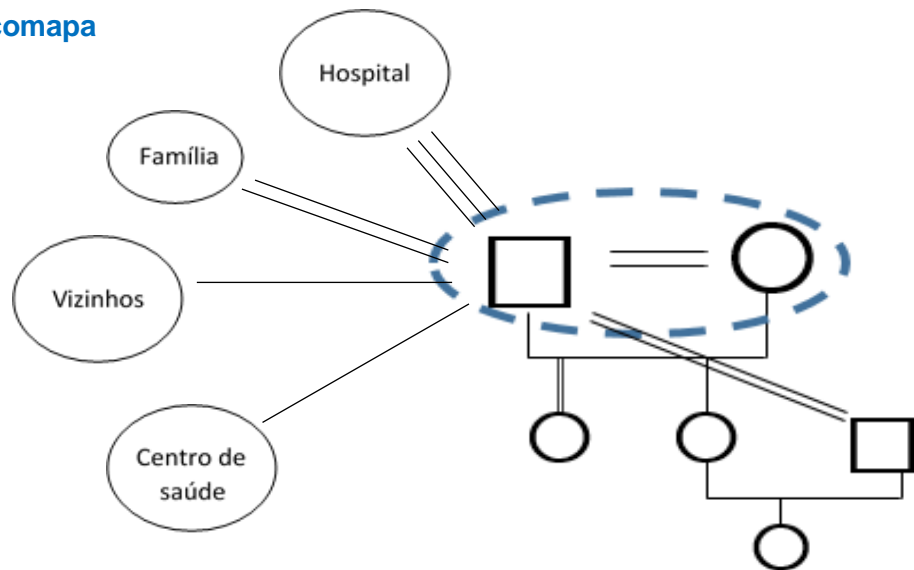 comapa
Hospital
Família
Vizinhos
Centro de
saúde